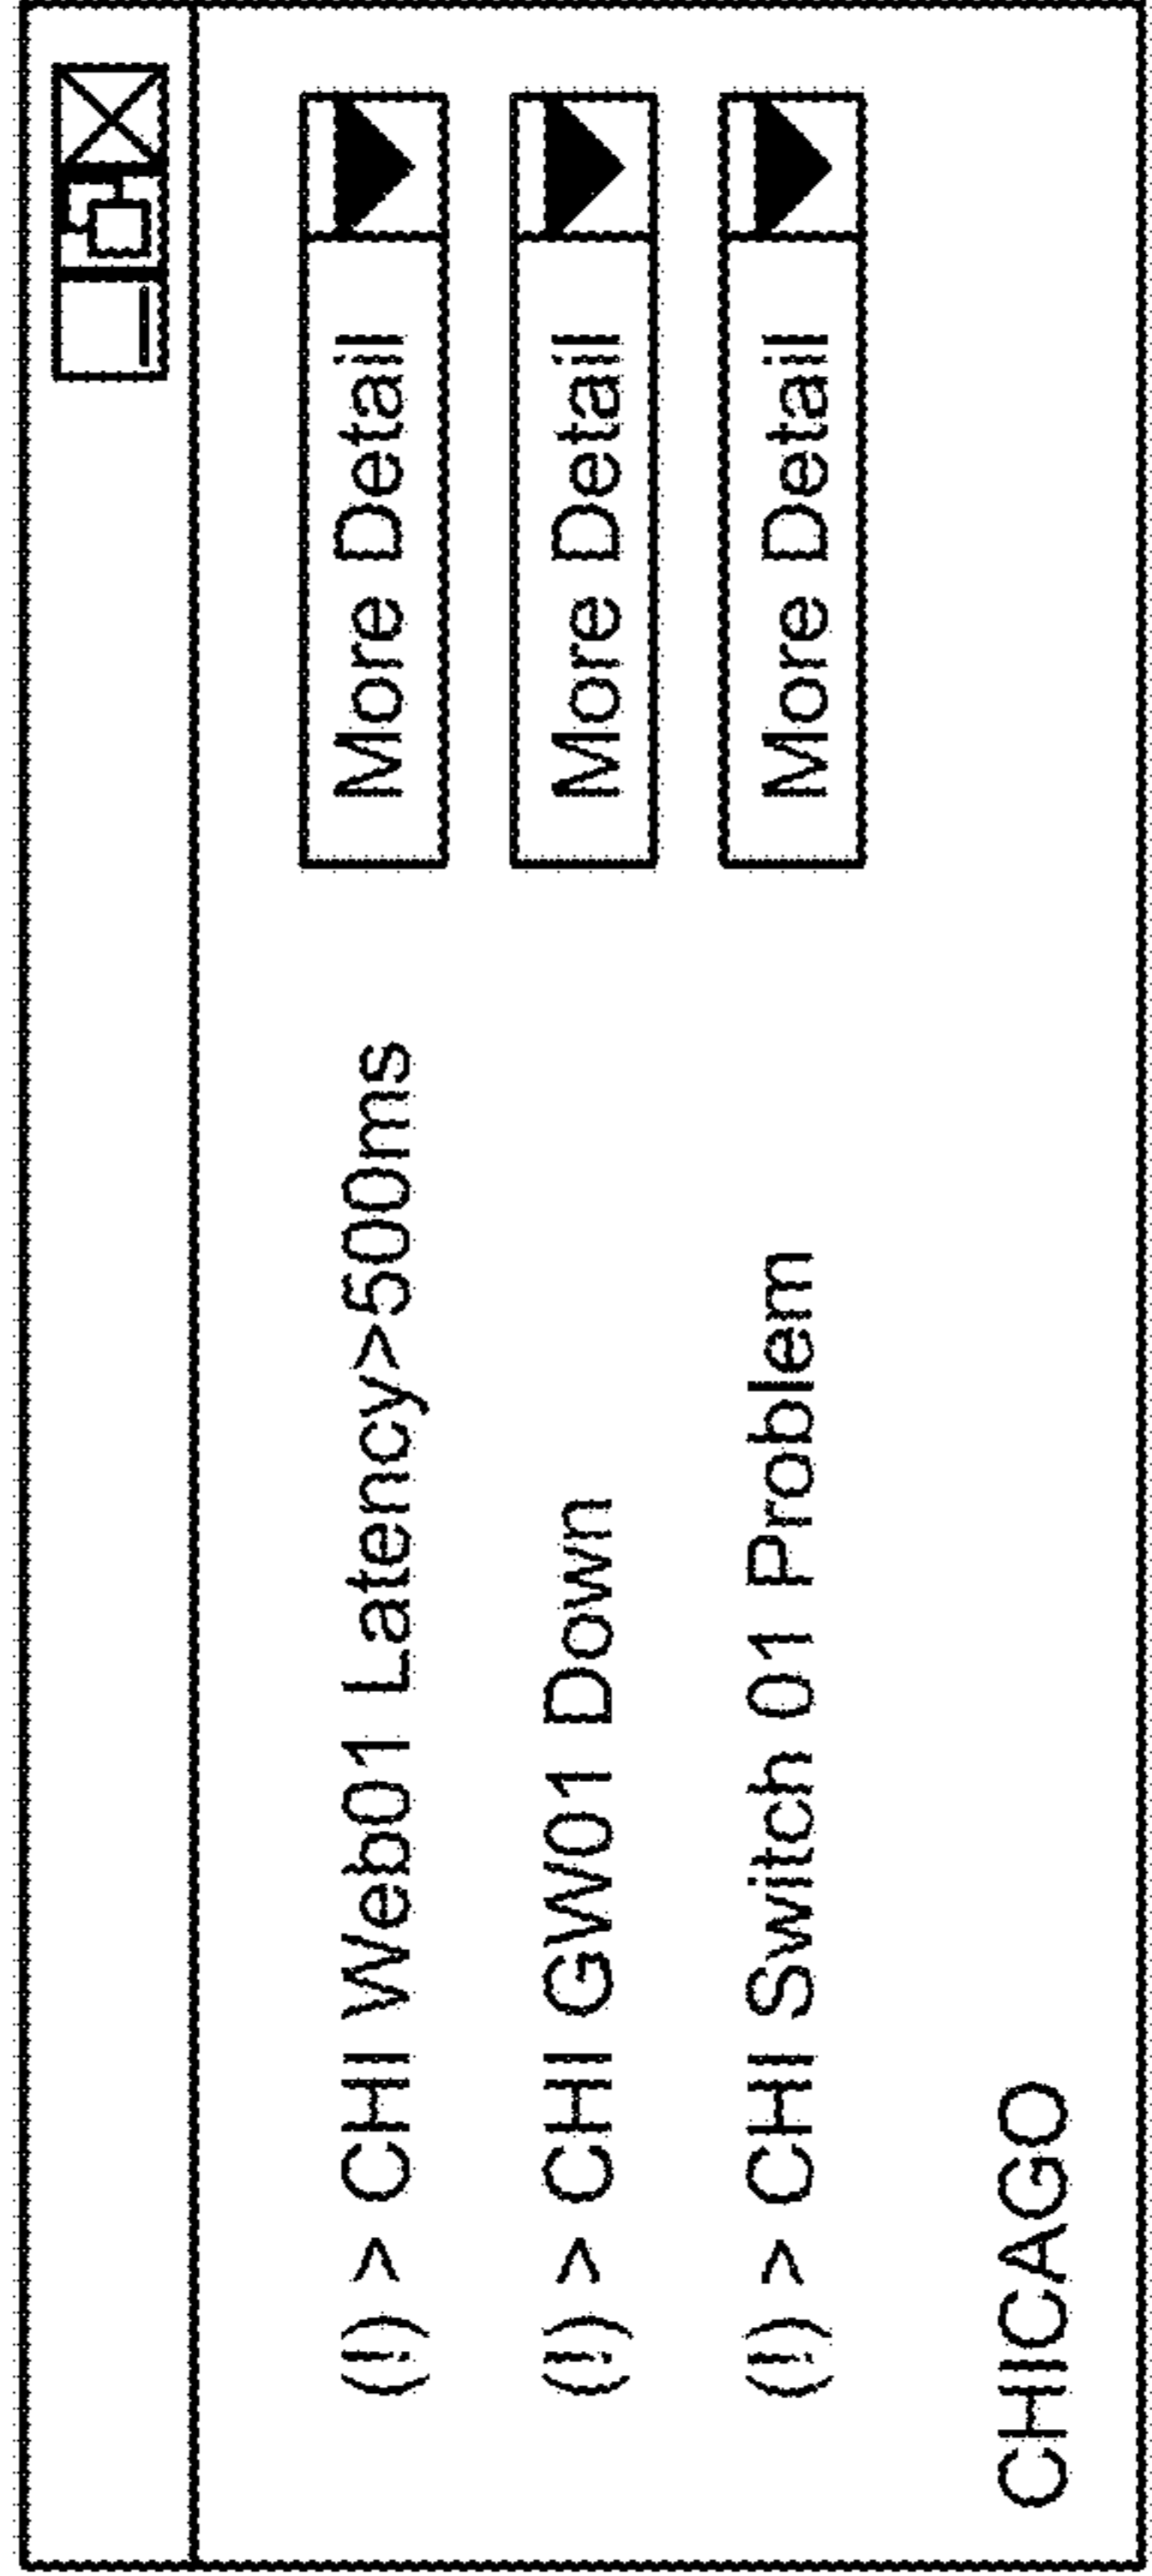 (!) > CHI Web01 Latency>500ms More Detail
(!) > CHI GW01 Down More Detail
(!) > CHI Switch 01 Problem More Detail
CHICAGO